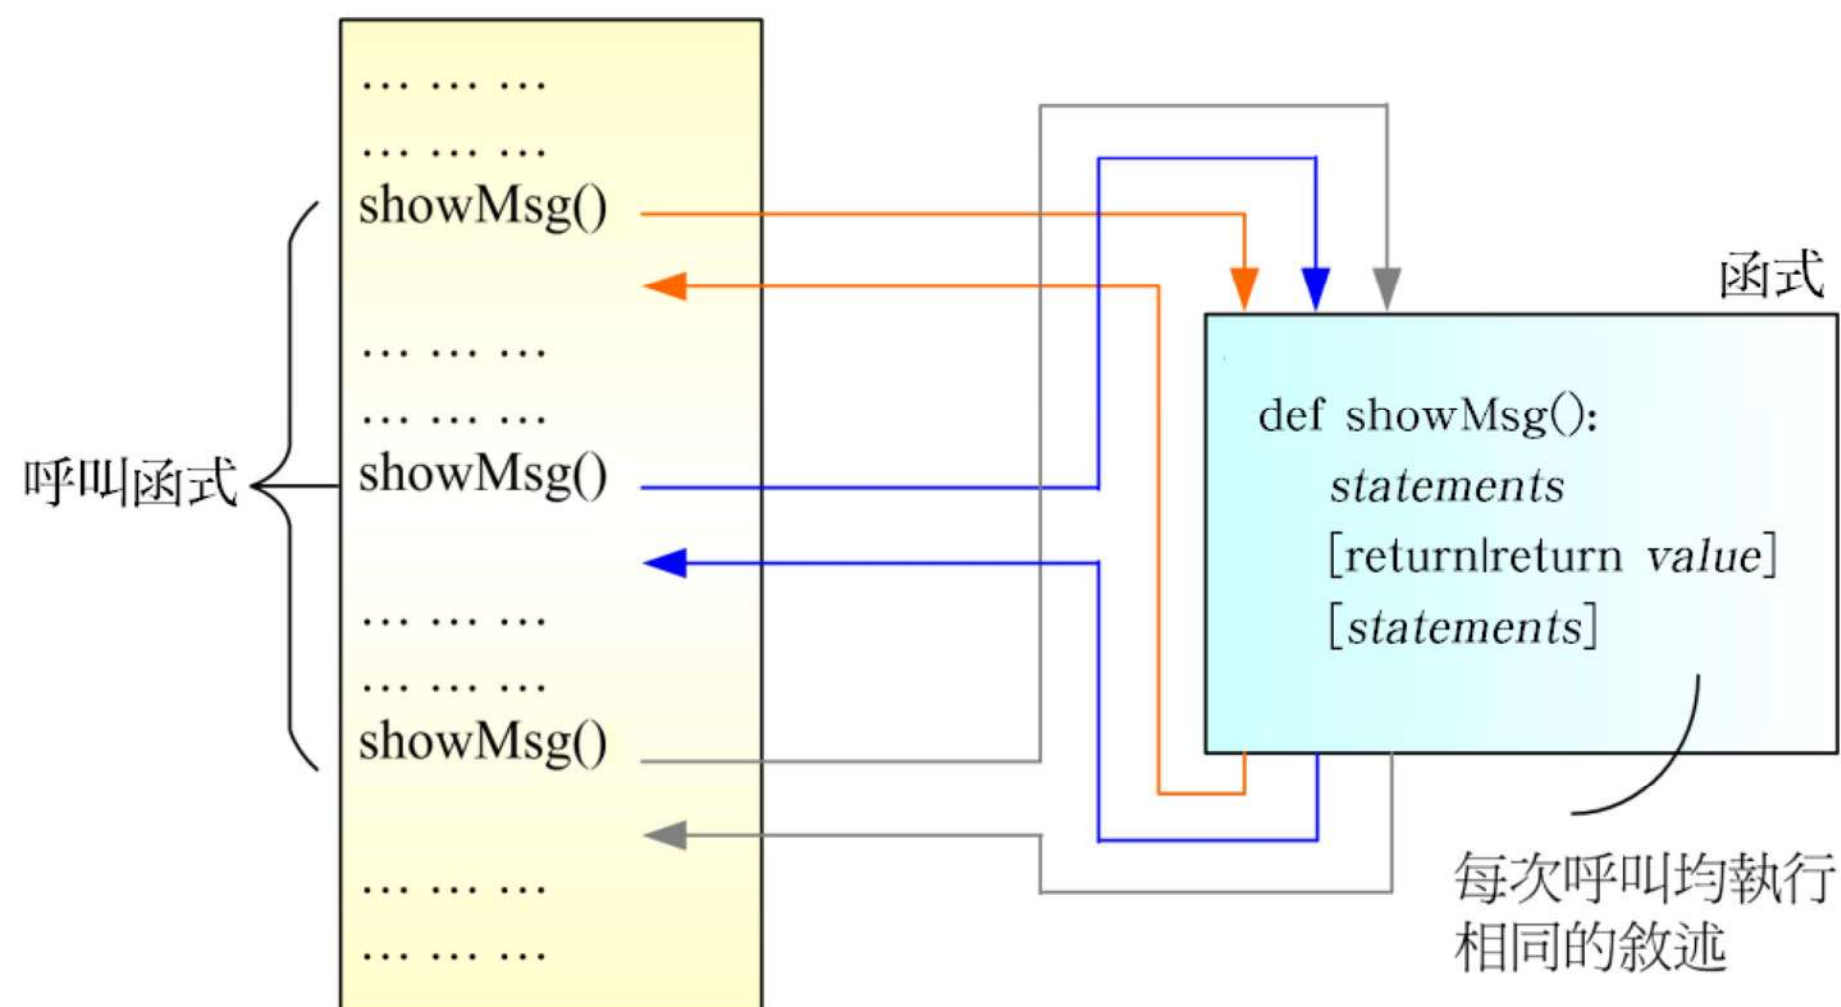 … … …
… … …
showMsg()
… … …
… … …
showMsg()
… … …
… … …
showMsg()
… … …
… … …
呼叫函式
函式
def showMsg():
statements
[return|return value]
[statements]
每次呼叫均執行
相同的敘述